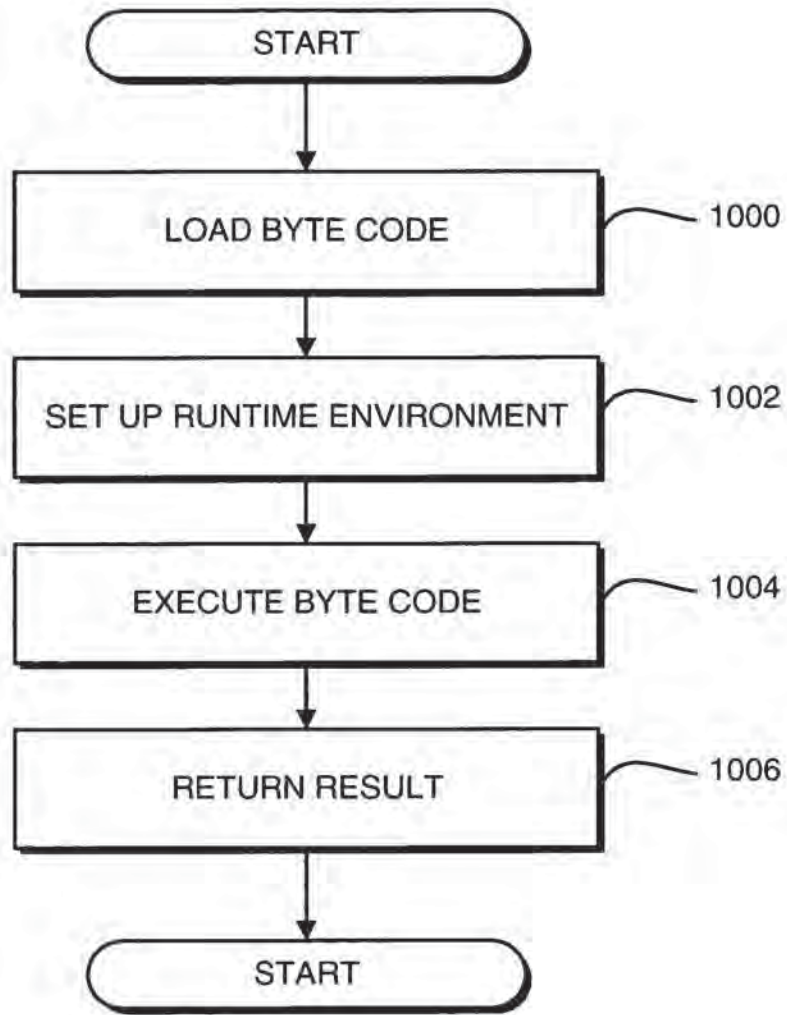 START
LOAD BYTE CODE
1000
SET UP RUNTIME ENVIRONMENT
1002
EXECUTE BYTE CODE
1004
RETURN RESULT
1006
START